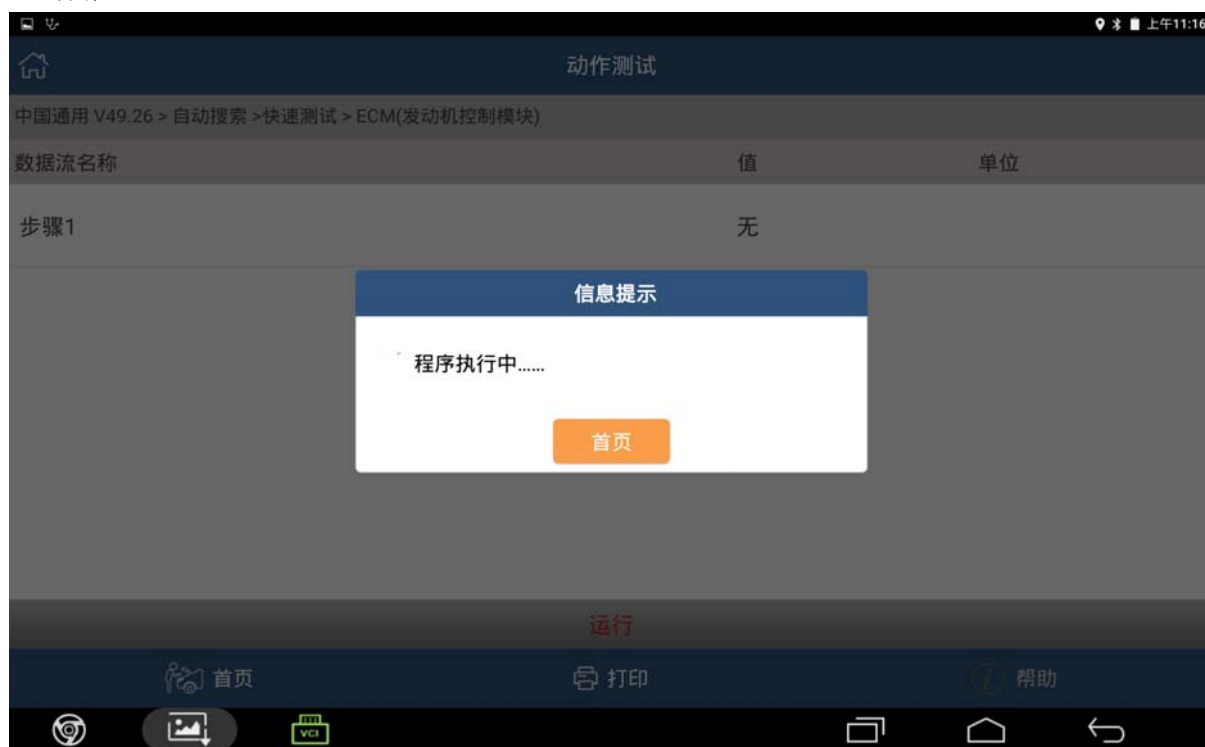 上午11:16
动作测试
中国通用 V49.26 > 自动搜索 >快速测试 > ECM(发动机控制模块)
数据流名称 值 单位
步骤1 无
信息提示
程序执行中……
首页
运行
首页 打印 帮助
VCI